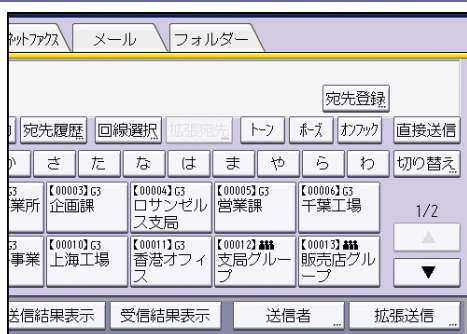 ネットファクス メール フォルダー
宛先登録
宛先履歴 回線選択 拡張宛先 トーン ポーズ オンフック 直接送信
か さ た な は ま や ら わ 切り替え
G3 【00003】G3 【00004】G3 【00005】G3 【00006】G3
業所 企画課 ロサンゼル 営業課 千葉工場
ス支局
1/2
G3 【00010】G3 【00011】G3 【00012】 【00013】
事業 上海工場 香港オフィ 支局グルー 販売店グル
ス プ ープ
送信結果表示 受信結果表示 送信者 拡張送信